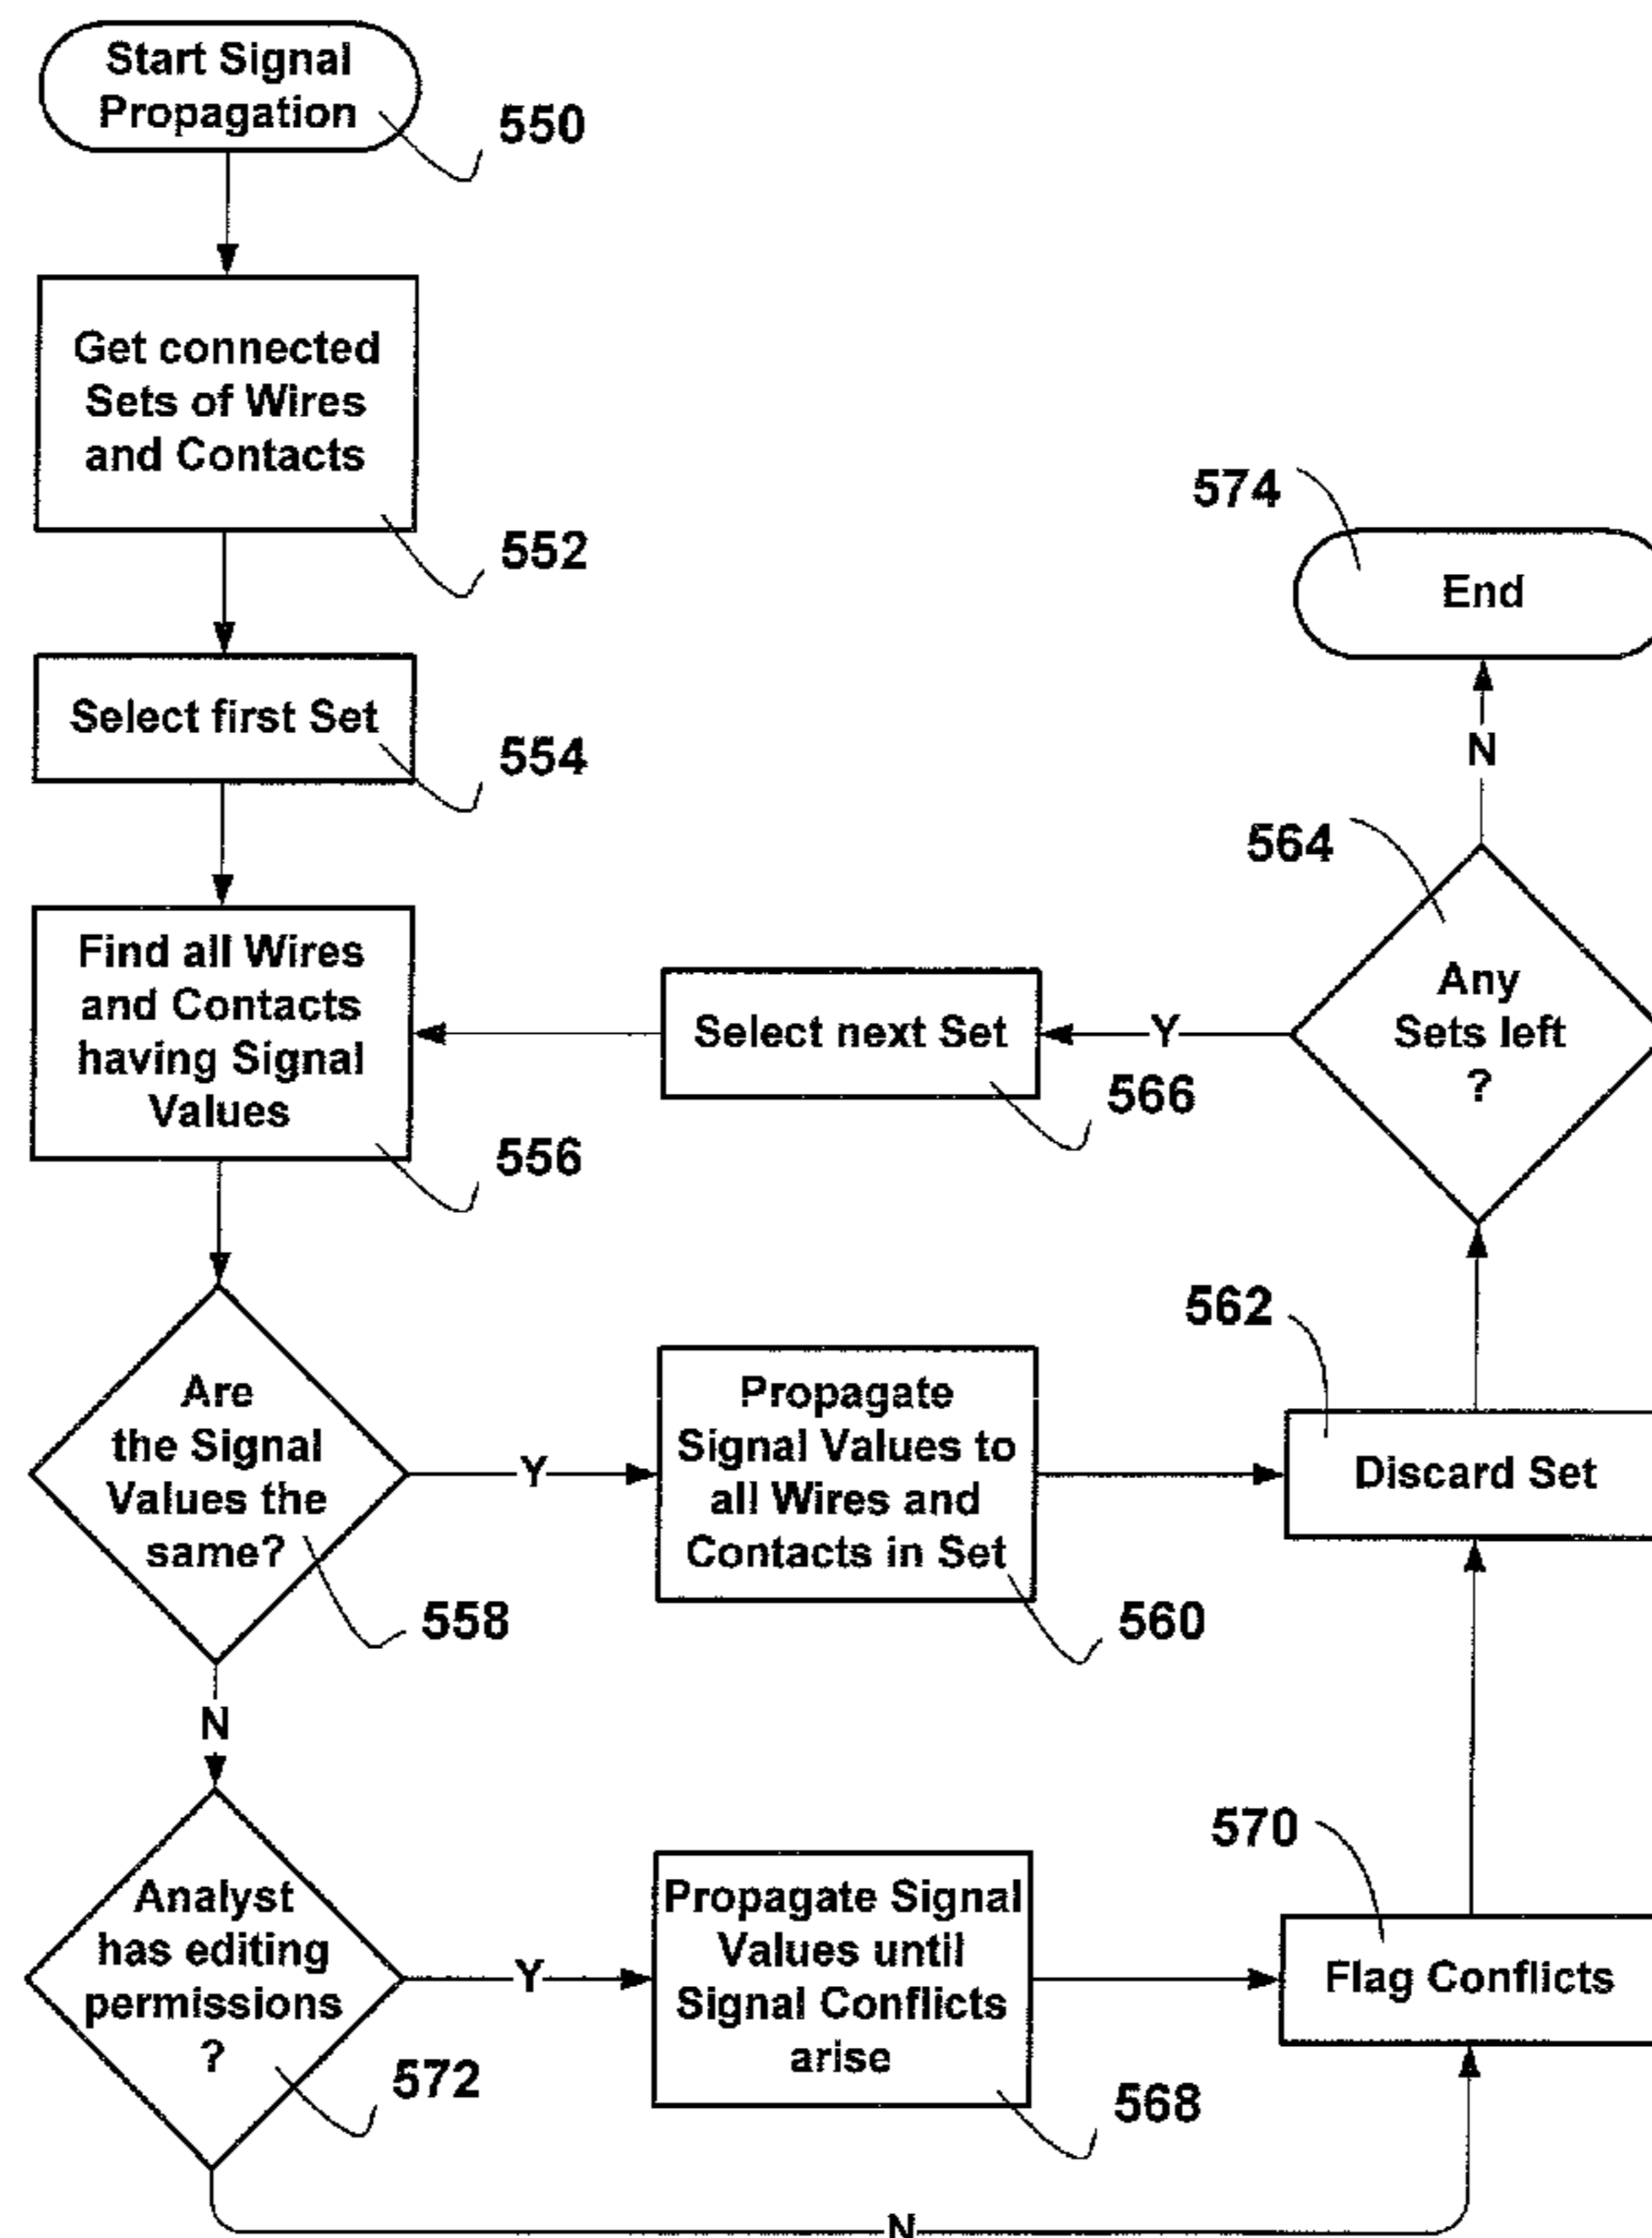 Start Signal
Propagation
550
Get connected
Sets of Wires
and Contacts
552
574
End
Select first Set
554
N
564
Find all Wires
and Contacts
having Signal
Values
556
Select next Set
566
Y
Any
Sets left
?
562
Are
the Signal
Values the
same?
558
Y
Propagate
Signal Values to
all Wires and
Contacts in Set
560
Discard Set
N
570
Analyst
has editing
permissions
?
572
Y
Propagate Signal
Values until
Signal Conflicts
arise
568
Flag Conflicts
N